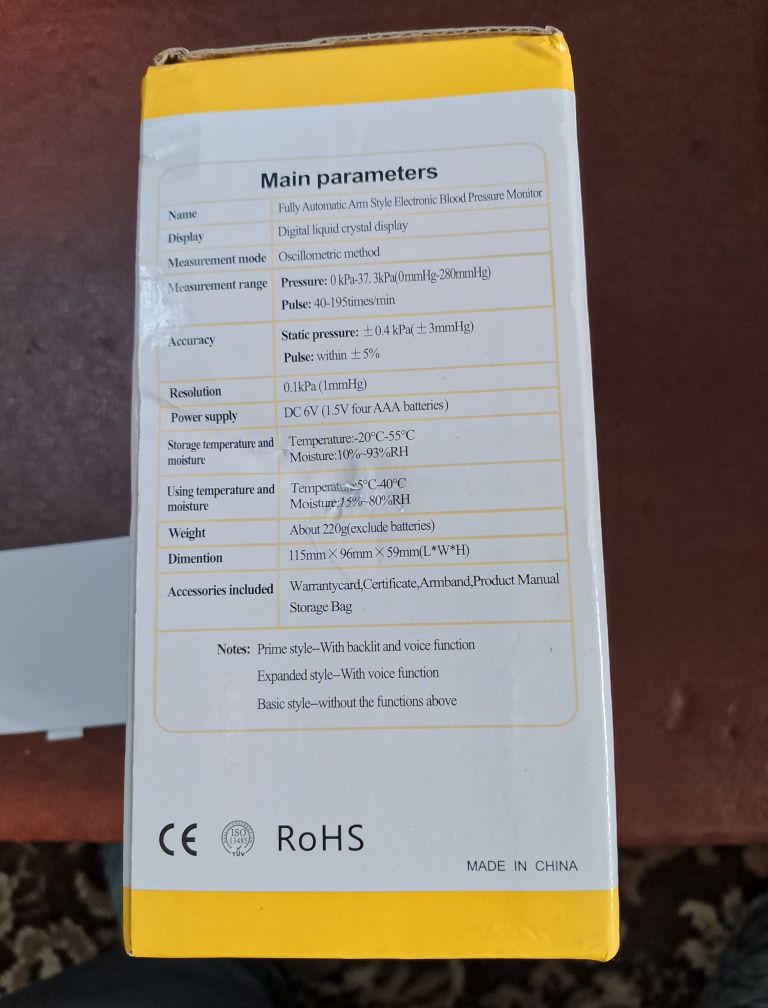 Main parameters
Name Fully Automatic Arm Style Electronic Blood Pressure Monitor
Display Digital liquid crystal display
Measurement mode Oscillometric method
Measurement range Pressure: 0 kPa-37. 3kPa(0mmHg-280mmHg)
Pulse: 40-195times/min
Accuracy Static pressure: ±0.4 kPa(±3mmHg)
Pulse: within ±5%
Resolution 0.1kPa (1mmHg)
Power supply DC 6V (1.5V four AAA batteries)
Storage temperature and Temperature:-20°C-55°C
moisture Moisture:10%~93%RH
Using temperature and Temperature:5°C-40°C
moisture Moisture:15%~80%RH
Weight About 220g(exclude batteries)
Dimention 115mm×96mm×59mm(L*W*H)
Accessories included Warrantycard,Certificate,Armband,Product Manual
Storage Bag
Notes: Prime style--With backlit and voice function
Expanded style--With voice function
Basic style--without the functions above
CE ISO 13485 TÜV RoHS
MADE IN CHINA